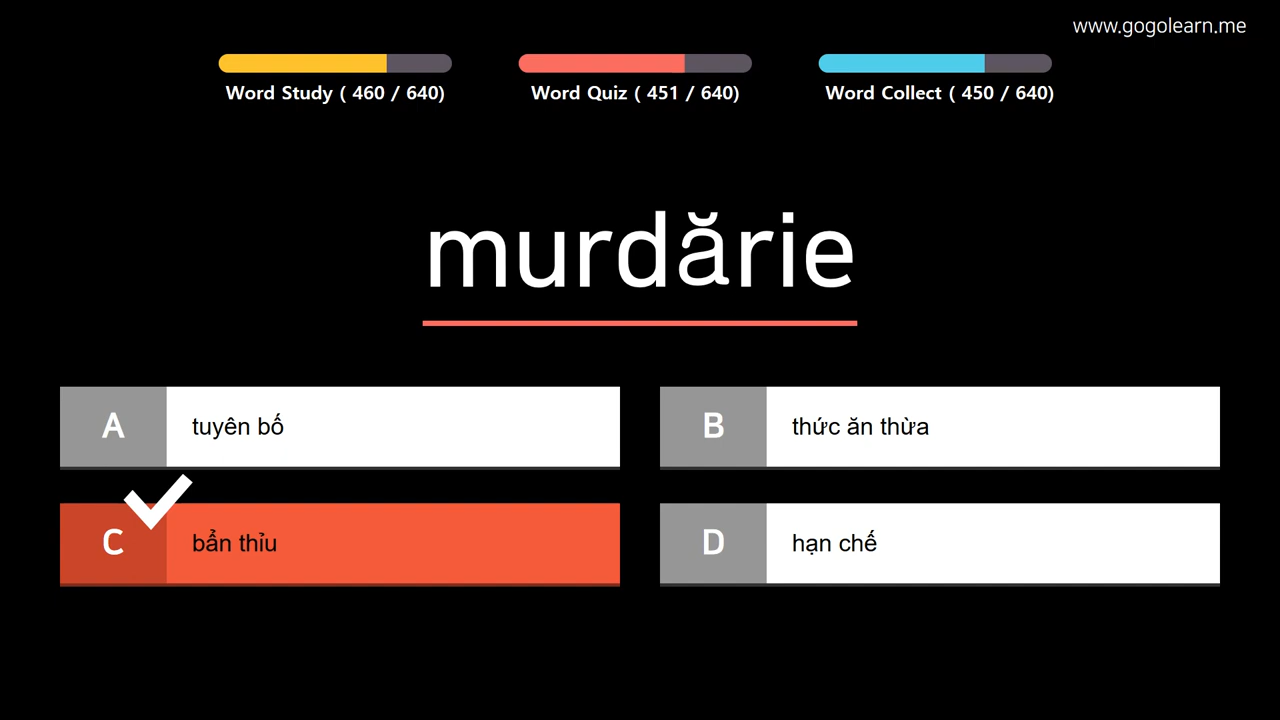 www.gogolearn.me
Word Study ( 460 / 640)
Word Quiz ( 451 / 640)
Word Collect ( 450 / 640)
murdărie
A tuyên bố
B thức ăn thừa
C bẩn thỉu
D hạn chế